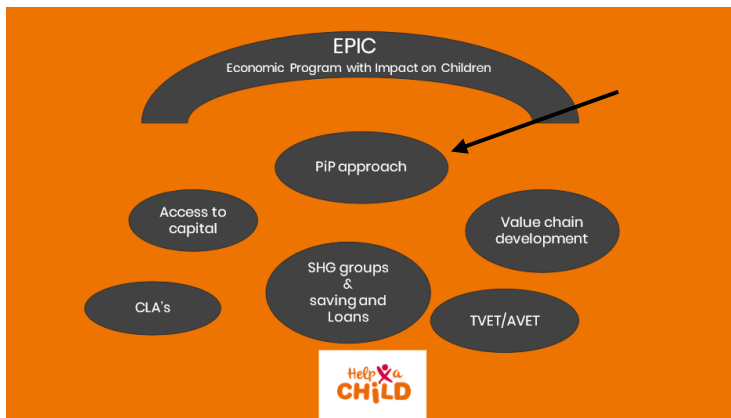 EPIC
Economic Program with Impact on Children
PiP approach
Access to
capital
Value chain
development
SHG groups
&
saving and
Loans
CLA's
TVET/AVET
Help a
CHiLD